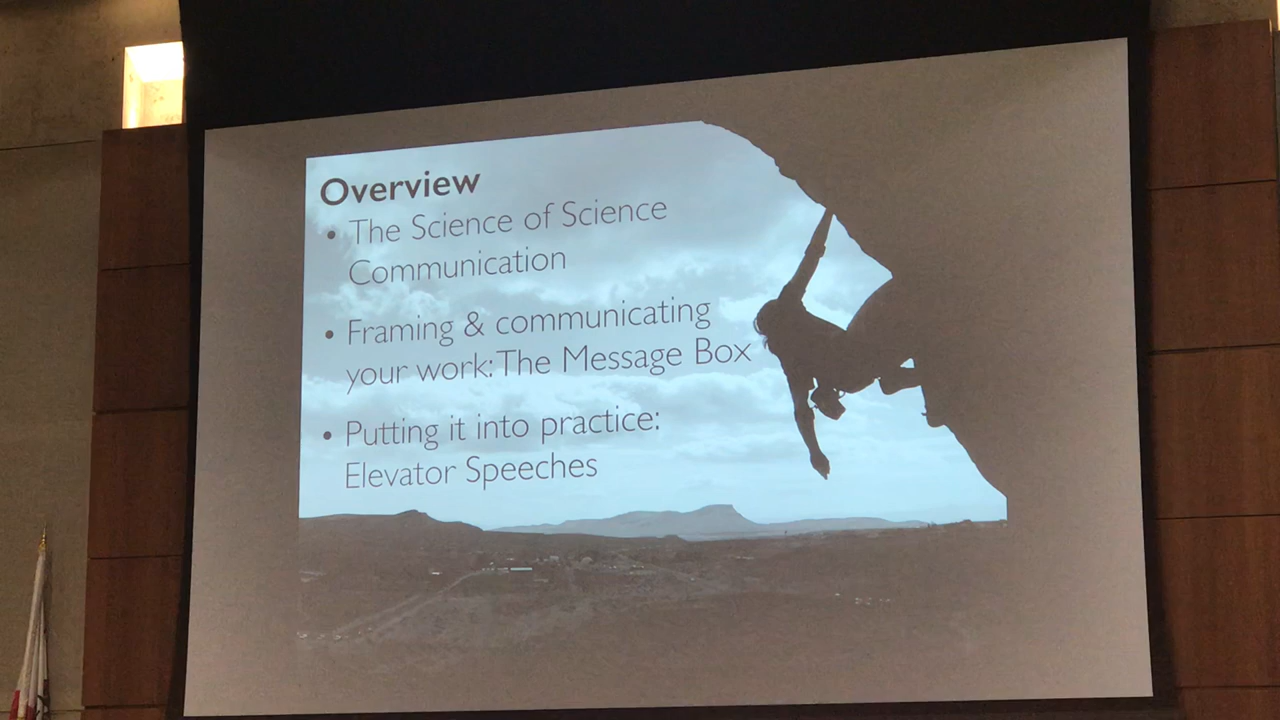 Overview
• The Science of Science
Communication
• Framing & communicating
your work: The Message Box
• Putting it into practice:
Elevator Speeches